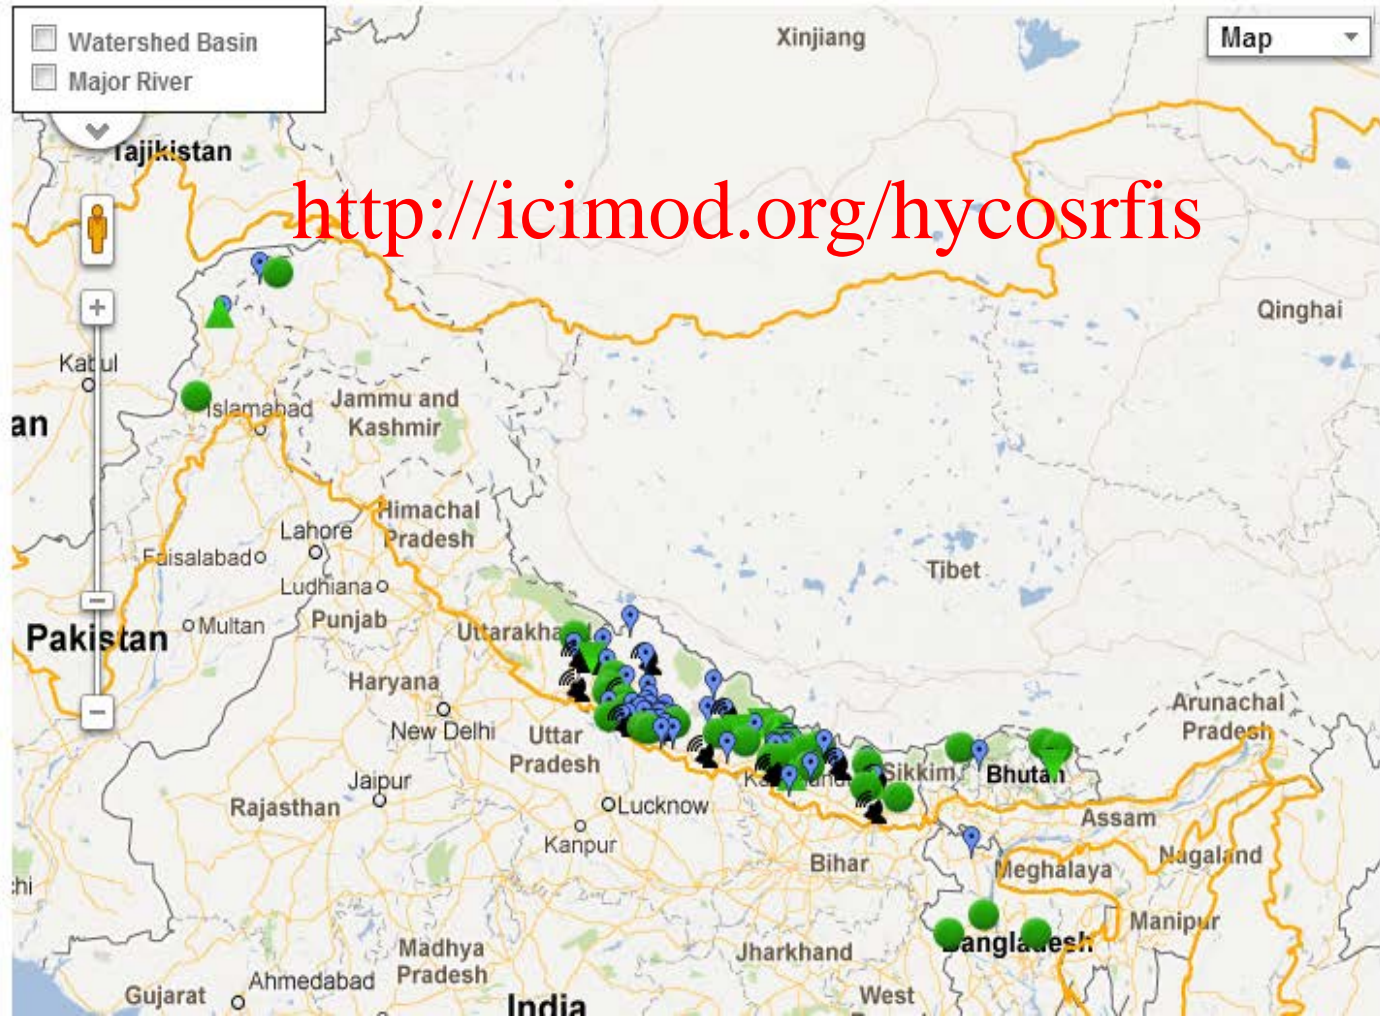 Watershed Basin
Major River
Map
Xinjiang
Tajikistan
http://icimod.org/hycosrfis
Qinghai
Kabul
an
Islamabad
Jammu and
Kashmir
Himachal
Pradesh
Lahore
Faisalabad
Ludhiana
Tibet
Punjab
Multan
Pakistan
Haryana
New Delhi
Uttar
Pradesh
Arunachal
Pradesh
Sikkim
Bhutan
Jaipur
Rajasthan
Lucknow
Kanpur
Assam
Bihar
Meghalaya
Nagaland
hi
Manipur
Bangladesh
Madhya
Pradesh
Jharkhand
Ahmedabad
Gujarat
India
West